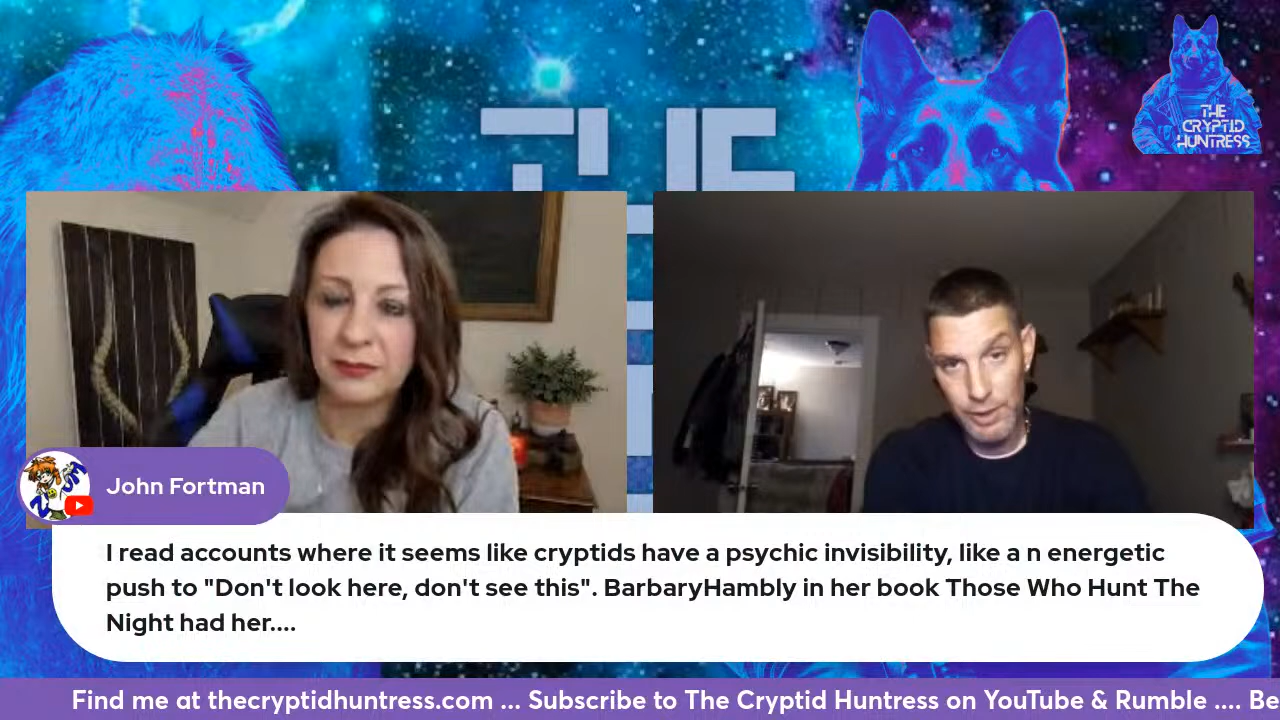 THE
THE
CRYPTID
HUNTRESS
John Fortman
I read accounts where it seems like cryptids have a psychic invisibility, like a n energetic
push to "Don't look here, don't see this". BarbaryHambly in her book Those Who Hunt The
Night had her....
Find me at thecryptidhuntress.com ... Subscribe to The Cryptid Huntress on YouTube & Rumble .... Be